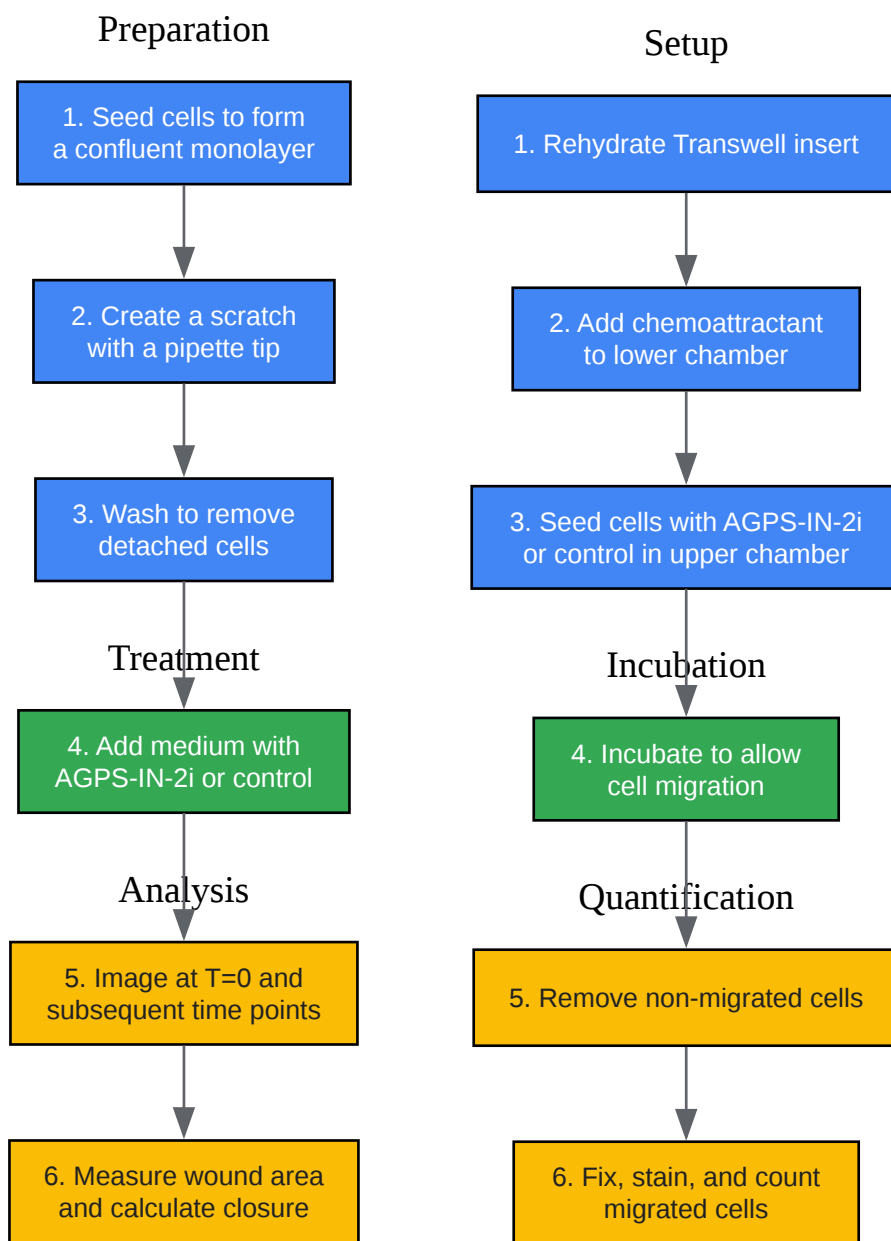 Preparation
1. Seed cells to form
a confluent monolayer
2. Create a scratch
with a pipette tip
3. Wash to remove
detached cells
Treatment
4. Add medium with
AGPS-IN-2i or control
Analysis
5. Image at T=0 and
subsequent time points
6. Measure wound area
and calculate closure
Setup
1. Rehydrate Transwell insert
2. Add chemoattractant
to lower chamber
3. Seed cells with AGPS-IN-2i
or control in upper chamber
Incubation
4. Incubate to allow
cell migration
Quantification
5. Remove non-migrated cells
6. Fix, stain, and count
migrated cells